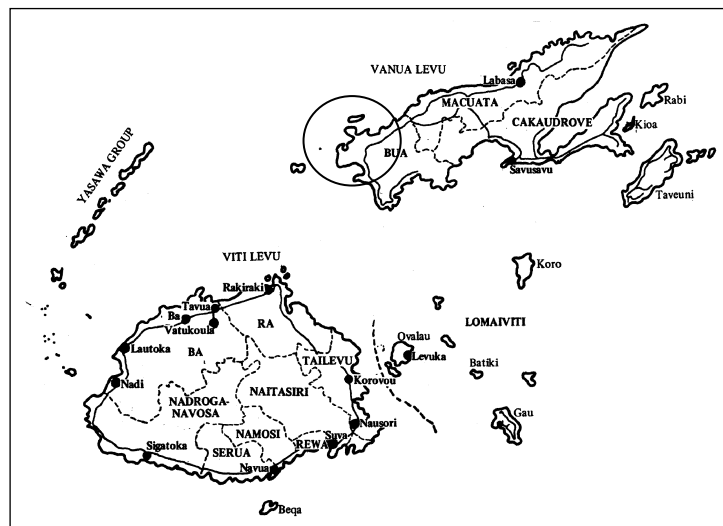 VANUA LEVU
Labasa
MACUATA
Rabi
CAKAUDROVE
Kioa
BUA
Savusavu
Taveuni
YASAWA GROUP
VITI LEVU
Koro
Rakiraki
Tavua
Ba
RA
LOMAIVITI
Vatukoula
Ovalau
Lautoka
BA
TAILEVU
Levuka
Batiki
Nadi
Korovou
NAITASIRI
NADROGA-
NAVOSA
Gau
Nausori
NAMOSI
Suva
Sigatoka
REWA
SERUA
Navua
Beqa